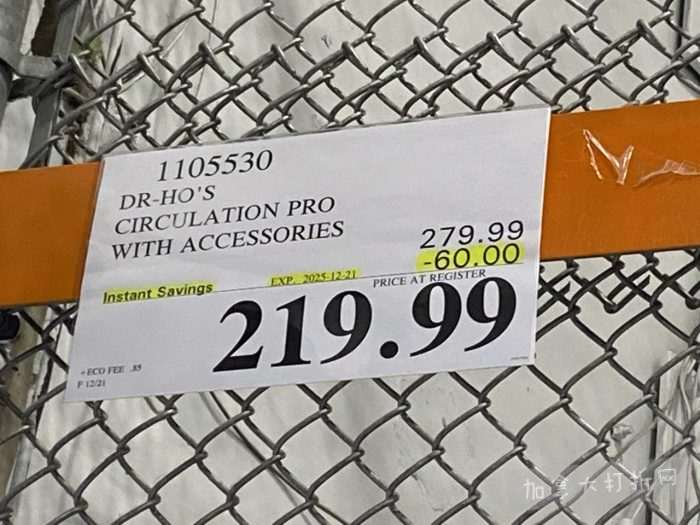 1105530
DR-HO'S
CIRCULATION PRO
WITH ACCESSORIES
279.99
-60.00
Instant Savings EXP. 2025-12-21 PRICE AT REGISTER
219.99
+ECO FEE .85
P 12/21
加拿大打折网